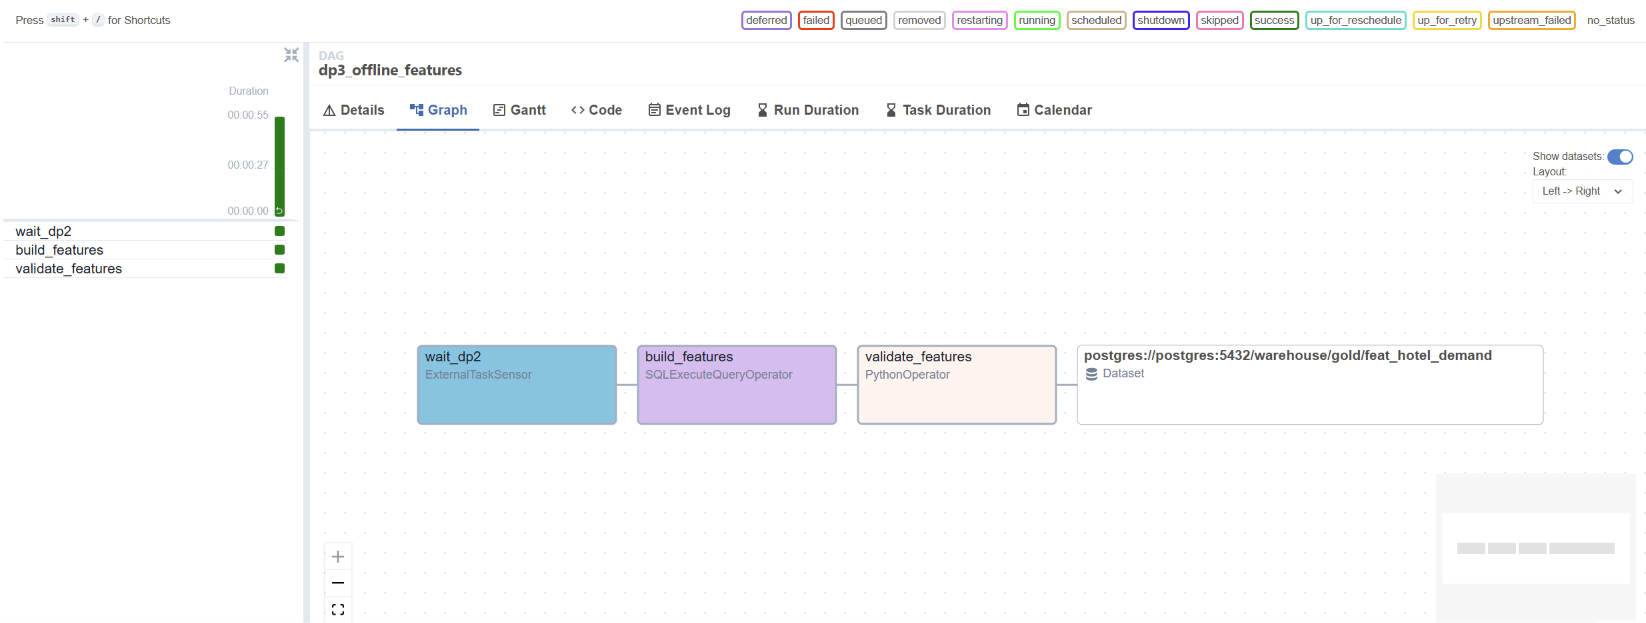 Press shift + / for Shortcuts
deferred failed queued removed restarting running scheduled shutdown skipped success up_for_reschedule up_for_retry upstream_failed no_status
DAG
dp3_offline_features
Details Graph Gantt <> Code Event Log Run Duration Task Duration Calendar
Duration
00:00:55
00:00:27
00:00:00
wait_dp2
build_features
validate_features
Show datasets:
Layout:
Left -> Right
wait_dp2
ExternalTaskSensor
build_features
SQLExecuteQueryOperator
validate_features
PythonOperator
postgres://postgres:5432/warehouse/gold/feat_hotel_demand
Dataset